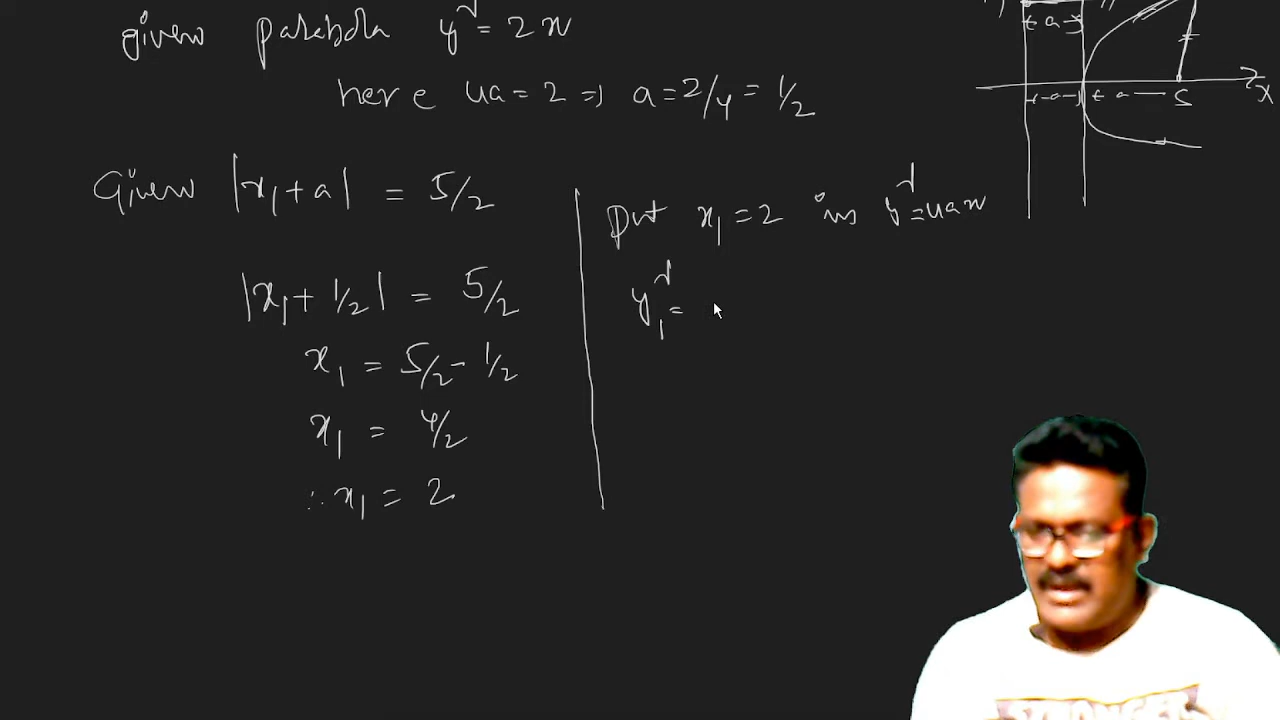 given parabola y² = 2x
here 4a = 2 ⇒ a = 2/4 = 1/2
Given |x₁ + a| = 5/2
|x₁ + 1/2| = 5/2
x₁ = 5/2 - 1/2
x₁ = 4/2
∴ x₁ = 2
put x₁ = 2 in y² = 4ax
y₁² =
a
a
a
S
X
STRONGER